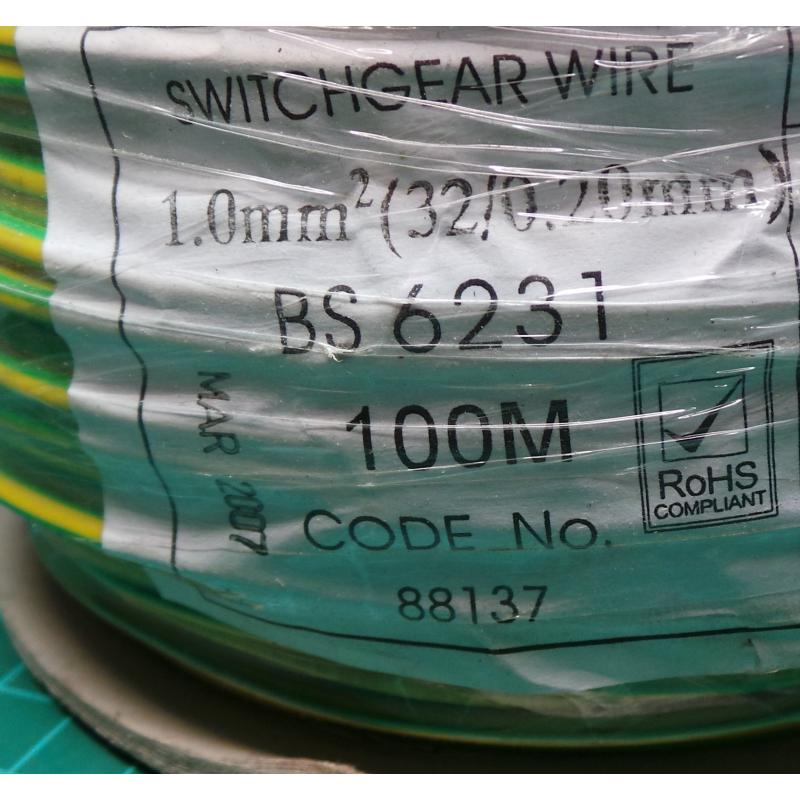 SWITCHGEAR WIRE
1.0mm²(32/0.20mm)
BS 6231
100M
MAR 2007
RoHS
COMPLIANT
CODE No.
88137